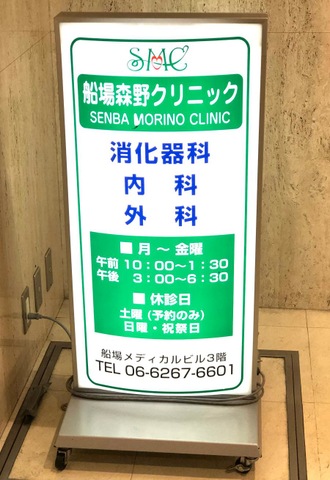 SMC
船場森野クリニック
SENBA MORINO CLINIC
消化器科
内 科
外 科
■ 月 ～ 金曜
午前 10：00～1：30
午後 3：00～6：30
■ 休診日
土曜 (予約のみ)
日曜・祝祭日
船場メディカルビル3階
TEL 06-6267-6601